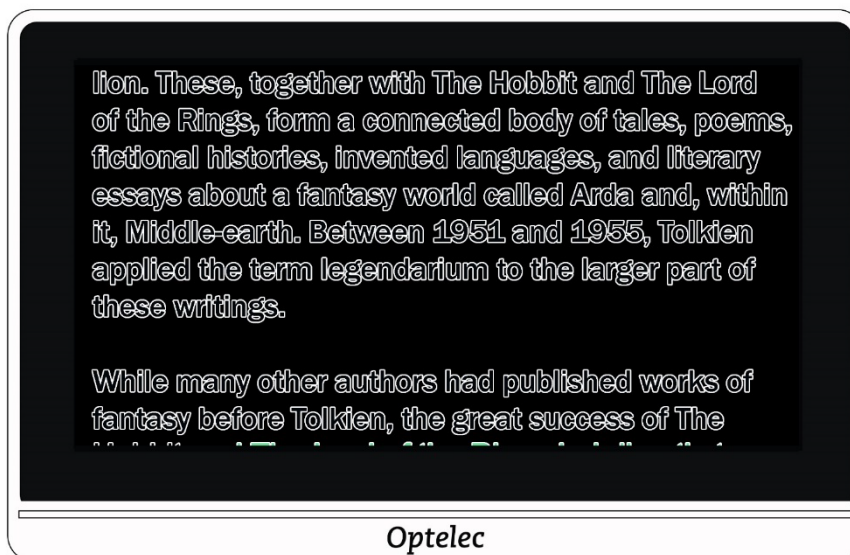 lion. These, together with The Hobbit and The Lord
of the Rings, form a connected body of tales, poems,
fictional histories, invented languages, and literary
essays about a fantasy world called Arda and, within
it, Middle-earth. Between 1951 and 1955, Tolkien
applied the term legendarium to the larger part of
these writings.
While many other authors had published works of
fantasy before Tolkien, the great success of The
Optelec